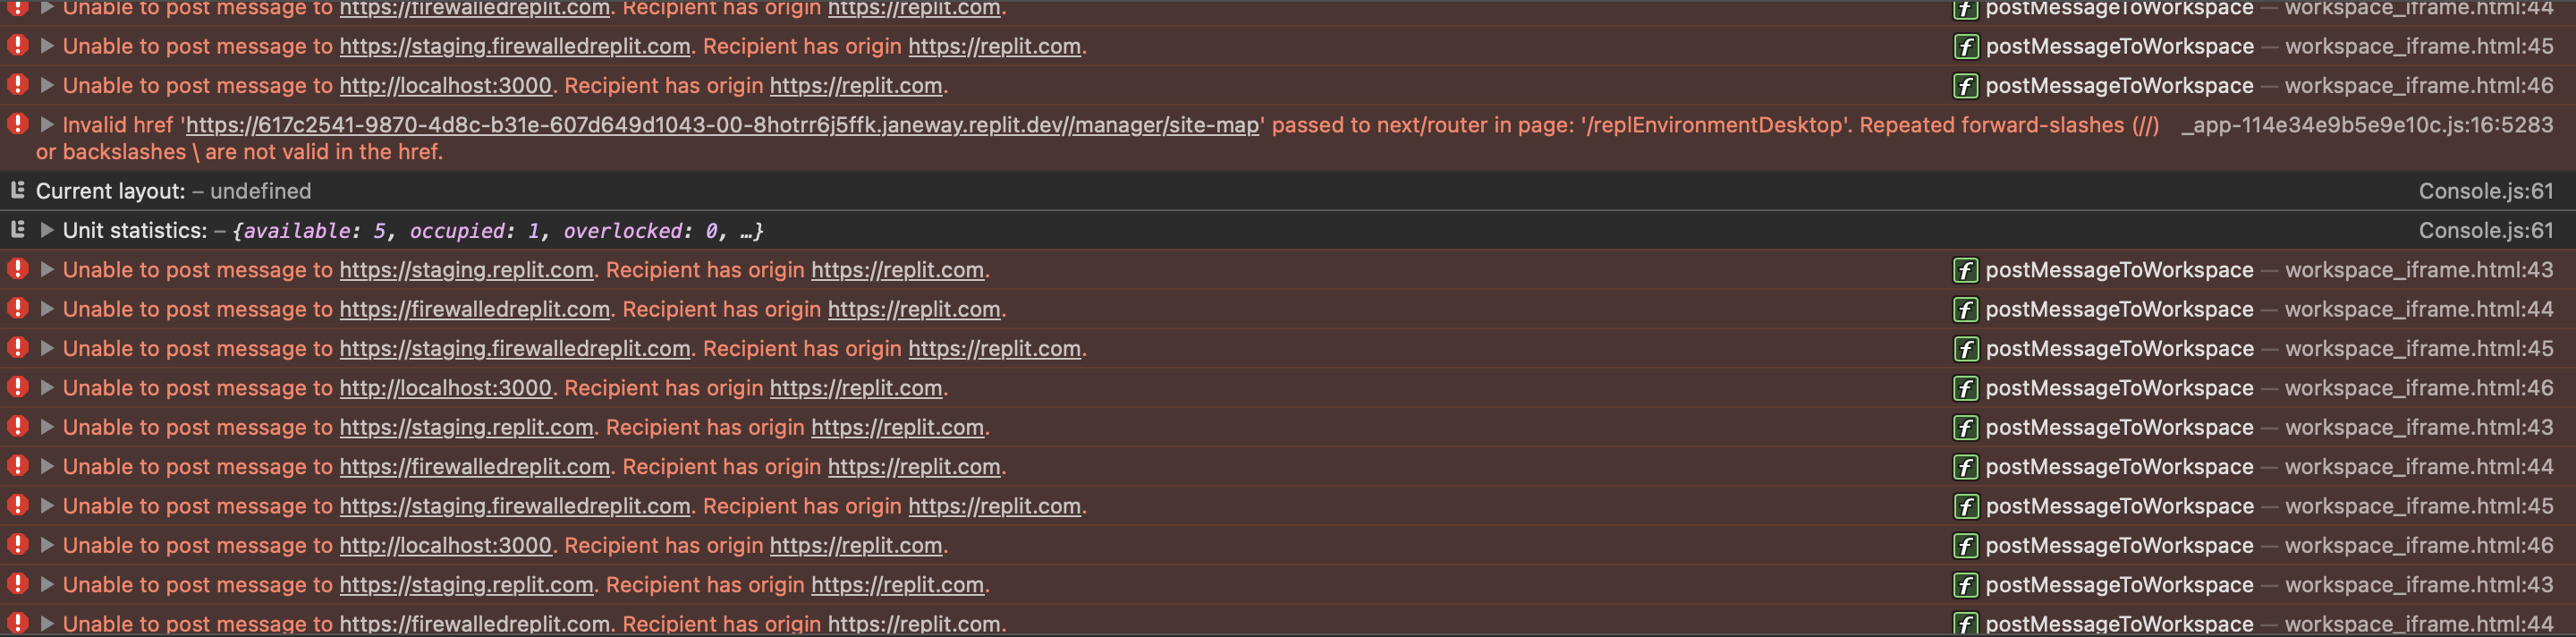 Unable to post message to https://firewalledreplit.com. Recipient has origin https://replit.com. f postMessageToWorkspace — workspace_iframe.html:44
Unable to post message to https://staging.firewalledreplit.com. Recipient has origin https://replit.com. f postMessageToWorkspace — workspace_iframe.html:45
Unable to post message to http://localhost:3000. Recipient has origin https://replit.com. f postMessageToWorkspace — workspace_iframe.html:46
Invalid href 'https://617c2541-9870-4d8c-b31e-607d649d1043-00-8hotrr6j5ffk.janeway.replit.dev//manager/site-map' passed to next/router in page: '/replEnvironmentDesktop'. Repeated forward-slashes (//) _app-114e34e9b5e9e10c.js:16:5283
or backslashes \ are not valid in the href.
Current layout: – undefined Console.js:61
Unit statistics: – {available: 5, occupied: 1, overlocked: 0, …} Console.js:61
Unable to post message to https://staging.replit.com. Recipient has origin https://replit.com. f postMessageToWorkspace — workspace_iframe.html:43
Unable to post message to https://firewalledreplit.com. Recipient has origin https://replit.com. f postMessageToWorkspace — workspace_iframe.html:44
Unable to post message to https://staging.firewalledreplit.com. Recipient has origin https://replit.com. f postMessageToWorkspace — workspace_iframe.html:45
Unable to post message to http://localhost:3000. Recipient has origin https://replit.com. f postMessageToWorkspace — workspace_iframe.html:46
Unable to post message to https://staging.replit.com. Recipient has origin https://replit.com. f postMessageToWorkspace — workspace_iframe.html:43
Unable to post message to https://firewalledreplit.com. Recipient has origin https://replit.com. f postMessageToWorkspace — workspace_iframe.html:44
Unable to post message to https://staging.firewalledreplit.com. Recipient has origin https://replit.com. f postMessageToWorkspace — workspace_iframe.html:45
Unable to post message to http://localhost:3000. Recipient has origin https://replit.com. f postMessageToWorkspace — workspace_iframe.html:46
Unable to post message to https://staging.replit.com. Recipient has origin https://replit.com. f postMessageToWorkspace — workspace_iframe.html:43
Unable to post message to https://firewalledreplit.com. Recipient has origin https://replit.com. f postMessageToWorkspace — workspace_iframe.html:44